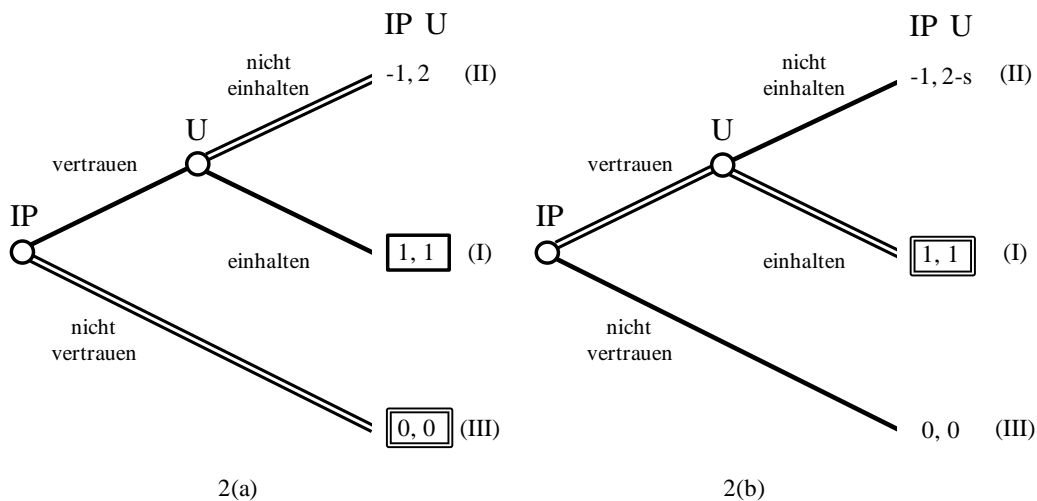 IP U
nicht
einhalten
-1, 2 (II)
U
vertrauen
IP
1, 1 (I)
einhalten
nicht
vertrauen
0, 0 (III)
2(a)
IP U
nicht
einhalten
-1, 2-s (II)
U
vertrauen
IP
1, 1 (I)
einhalten
nicht
vertrauen
0, 0 (III)
2(b)